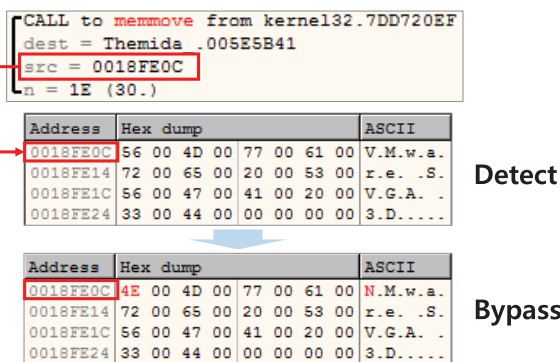 CALL to memmove from kernel32.7DD720EF
dest = Themida_.005E5B41
src = 0018FE0C
n = 1E (30.)
Address Hex dump ASCII
0018FE0C 56 00 4D 00 77 00 61 00 V.M.w.a.
0018FE14 72 00 65 00 20 00 53 00 r.e. .S.
0018FE1C 56 00 47 00 41 00 20 00 V.G.A. .
0018FE24 33 00 44 00 00 00 00 00 3.D.....
Detect
Address Hex dump ASCII
0018FE0C 4E 00 4D 00 77 00 61 00 N.M.w.a.
0018FE14 72 00 65 00 20 00 53 00 r.e. .S.
0018FE1C 56 00 47 00 41 00 20 00 V.G.A. .
0018FE24 33 00 44 00 00 00 00 00 3.D.....
Bypass